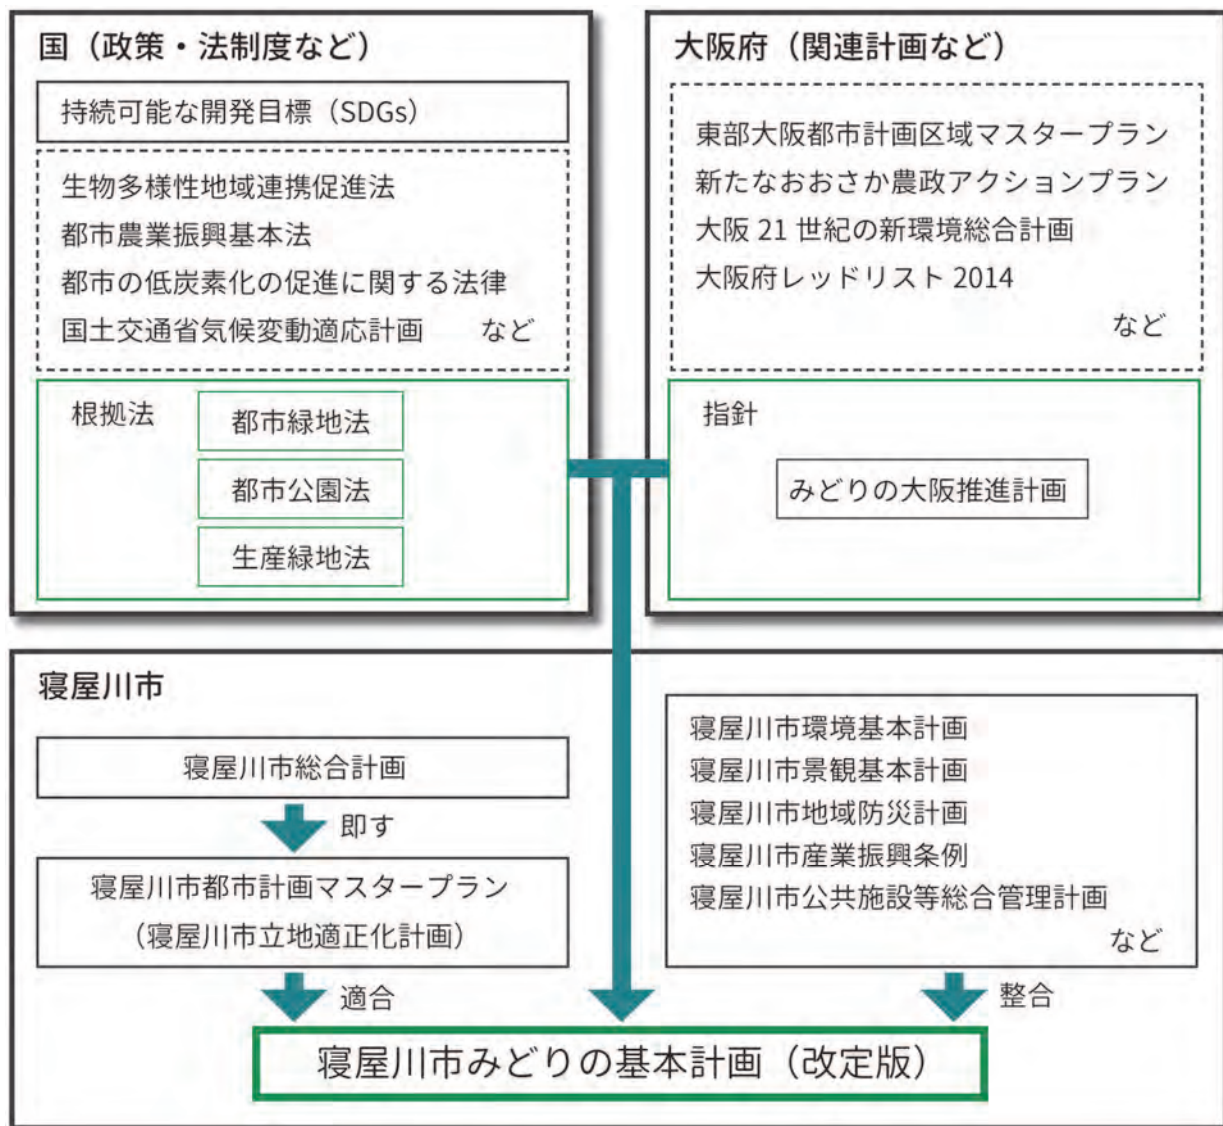 国（政策・法制度など）
持続可能な開発目標（SDGs）
生物多様性地域連携促進法
都市農業振興基本法
都市の低炭素化の促進に関する法律
国土交通省気候変動適応計画　　など
根拠法
都市緑地法
都市公園法
生産緑地法
大阪府（関連計画など）
東部大阪都市計画区域マスタープラン
新たなおおさか農政アクションプラン
大阪 21 世紀の新環境総合計画
大阪府レッドリスト 2014
など
指針
みどりの大阪推進計画
寝屋川市
寝屋川市総合計画
即す
寝屋川市都市計画マスタープラン
（寝屋川市立地適正化計画）
適合
寝屋川市環境基本計画
寝屋川市景観基本計画
寝屋川市地域防災計画
寝屋川市産業振興条例
寝屋川市公共施設等総合管理計画
など
整合
寝屋川市みどりの基本計画（改定版）